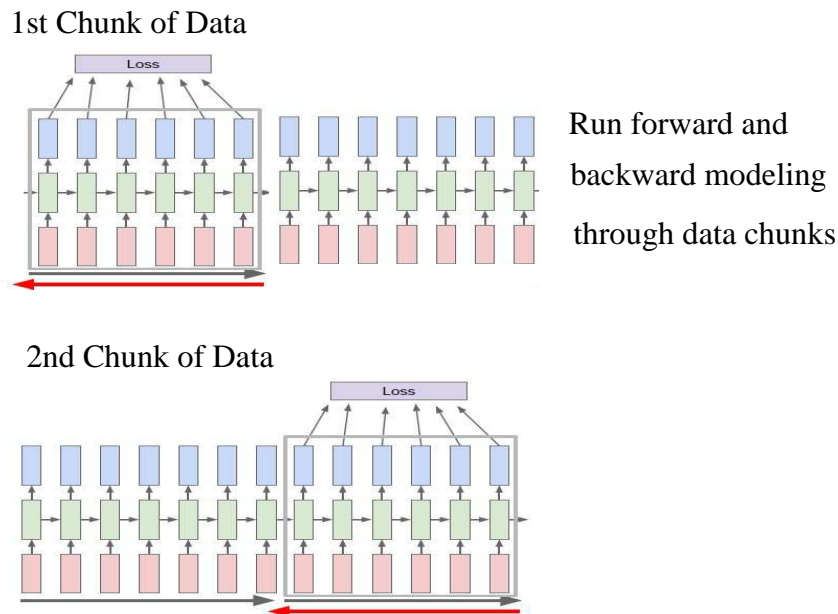 1st Chunk of Data
Loss
Run forward and
backward modeling
through data chunks
2nd Chunk of Data
Loss